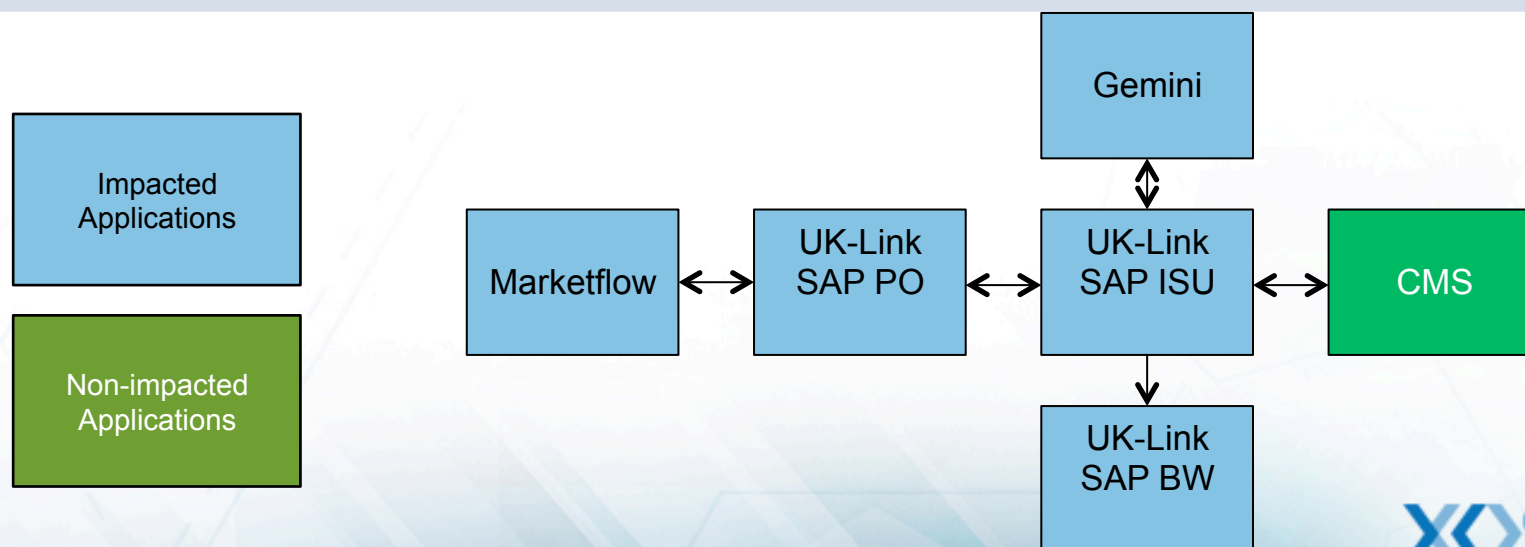 Impacted
Applications
Non-impacted
Applications
Gemini
Marketflow
UK-Link
SAP PO
UK-Link
SAP ISU
CMS
UK-Link
SAP BW